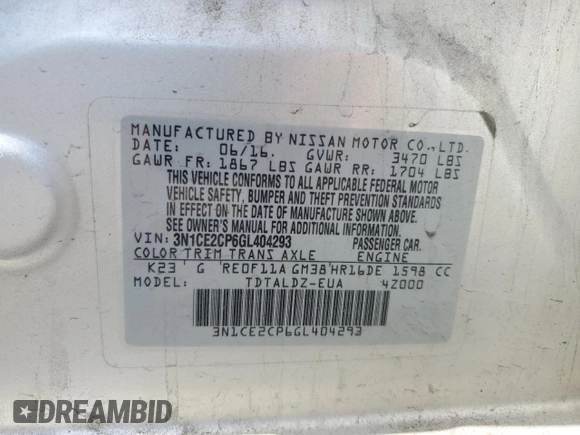 MANUFACTURED BY NISSAN MOTOR CO.,LTD.
DATE: 06/16. GVWR: 3470 LBS
GAWR FR: 1867 LBS GAWR RR: 1704 LBS
THIS VEHICLE CONFORMS TO ALL APPLICABLE FEDERAL MOTOR
VEHICLE SAFETY, BUMPER AND THEFT PREVENTION STANDARDS
IN EFFECT ON THE DATE OF MANUFACTURE SHOWN ABOVE.
SEE OWNER'S MANUAL FOR ADDITIONAL INFORMATION.
VIN: 3N1CE2CP6GL404293 PASSENGER CAR.
COLOR TRIM TRANS AXLE ENGINE
K23 G RE0F11A GM38 HR16DE 1598 CC
MODEL: TDTALDZ-EUA 4Z000
3N1CE2CP6GL404293
DREAMBID